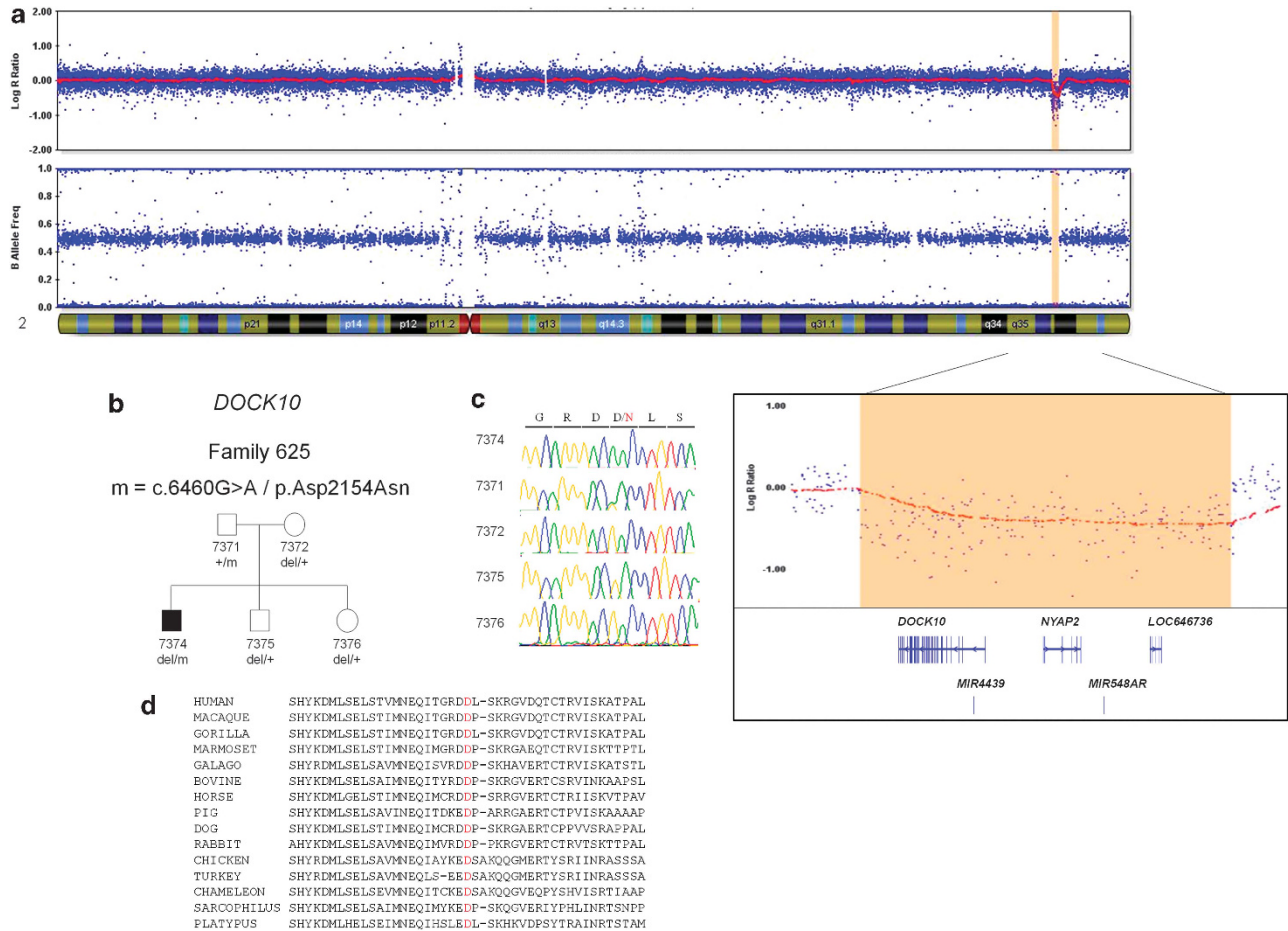 a
2.00
1.00
0.00
-1.00
-2.00
Log R Ratio
1.0
0.8
0.6
0.4
0.2
0.0
B Allele Freq
2
p21 p14 p12 p11.2 q13 q14.3 q31.1 q34 q35
b
DOCK10
Family 625
m = c.6460G>A / p.Asp2154Asn
7371 7372
+/m del/+
7374 7375 7376
del/m del/+ del/+
c
G R D D/N L S
7374
7371
7372
7375
7376
1.00
0.00
-1.00
Log R Ratio
DOCK10 NYAP2 LOC646736
MIR4439 MIR548AR
d
HUMAN SHYKDMLSELSTVMNEQITGRDDL-SKRGVDQTCTRVISKATPAL
MACAQUE SHYKDMLSELSTIMNEQITGRDDP-SKRGVDQTCTRVISKATPAL
GORILLA SHYKDMLSELSTIMNEQITGRDDL-SKRGVDQTCTRVISKATPAL
MARMOSET SHYKDMLSELSTIMNEQIMGRDDP-SKRGAEQTCTRVISKTTPTL
GALAGO SHYRDMLSELSAVMNEQISVRDDP-SKHAVERTCTRVISKATSTL
BOVINE SHYKDMLSELSAIMNEQITYRDDP-SKRGVERTCSRVINKAAPSL
HORSE SHYKDMLGELSTIMNEQIMCRDDP-SRRGVERTCTRIISKVTPAV
PIG SHYKDMLSELSAVINEQITDKEDP-ARRGAERTCTPVISKAAAAP
DOG SHYKDMLSELSTIMNEQIMCRDDP-SKRGAERTCPPVVSRAPPAL
RABBIT AHYKDMLSELSAVMNEQIMVRDDP-PKRGVERTCTRVTSKTTPAL
CHICKEN SHYRDMLSELSAVMNEQIAYKEDSAKQQGMERTYSRIINRASSSA
TURKEY SHYRDMLSELSAVMNEQLS-EEDSAKQQGMERTYSRIINRASSSA
CHAMELEON SHYRDMLSELSAVMNEQITCKEDSAKQQGVEQPYSHVISRTIAAP
SARCOPHILUS SHYKDMLSELSAIMNEQIMYKEDP-SKQGVERIYPHLINRTSNPP
PLATYPUS SHYKDMLHELSEIMNEQIHSLEDL-SKHKVDPSYTRAINRTSTAM